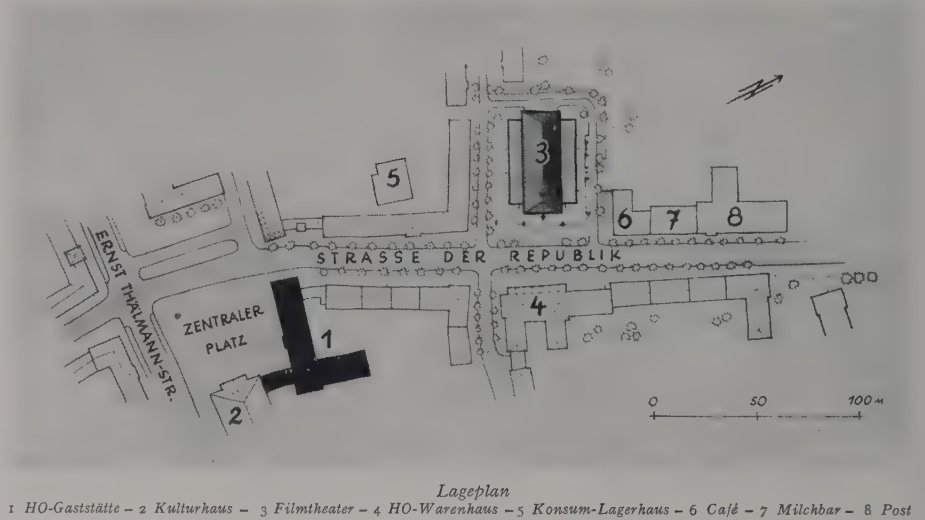 3
5
6 7 8
ERNST THÄLMANN-STR.
STRASSE DER REPUBLIK
ZENTRALER
PLATZ
1
4
2
0 50 100 M
Lageplan
1 HO-Gaststätte – 2 Kulturhaus – 3 Filmtheater – 4 HO-Warenhaus – 5 Konsum-Lagerhaus – 6 Café – 7 Milchbar – 8 Post